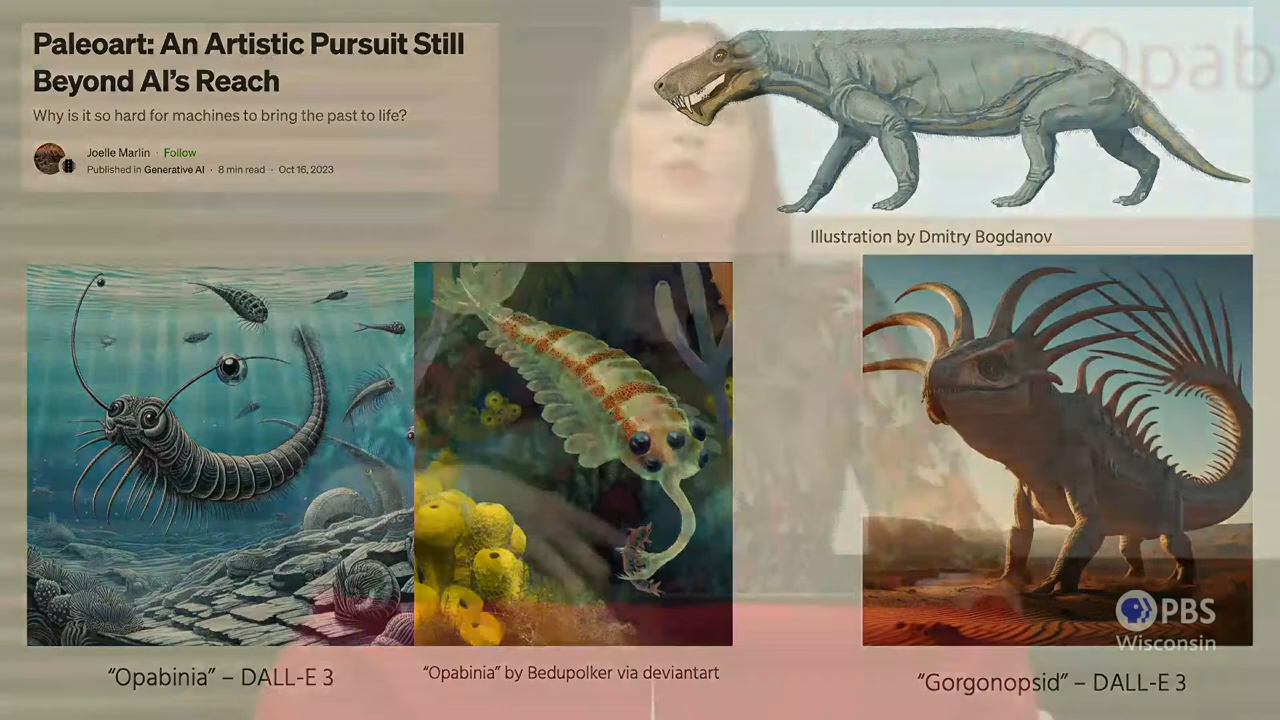 Paleoart: An Artistic Pursuit Still
Beyond AI's Reach
Why is it so hard for machines to bring the past to life?
Joelle Marlin · Follow
Published in Generative AI · 8 min read · Oct 16, 2023
"Opab
Illustration by Dmitry Bogdanov
PBS
Wisconsin
"Opabinia" – DALL-E 3
"Opabinia" by Bedupolker via deviantart
"Gorgonopsid" – DALL-E 3